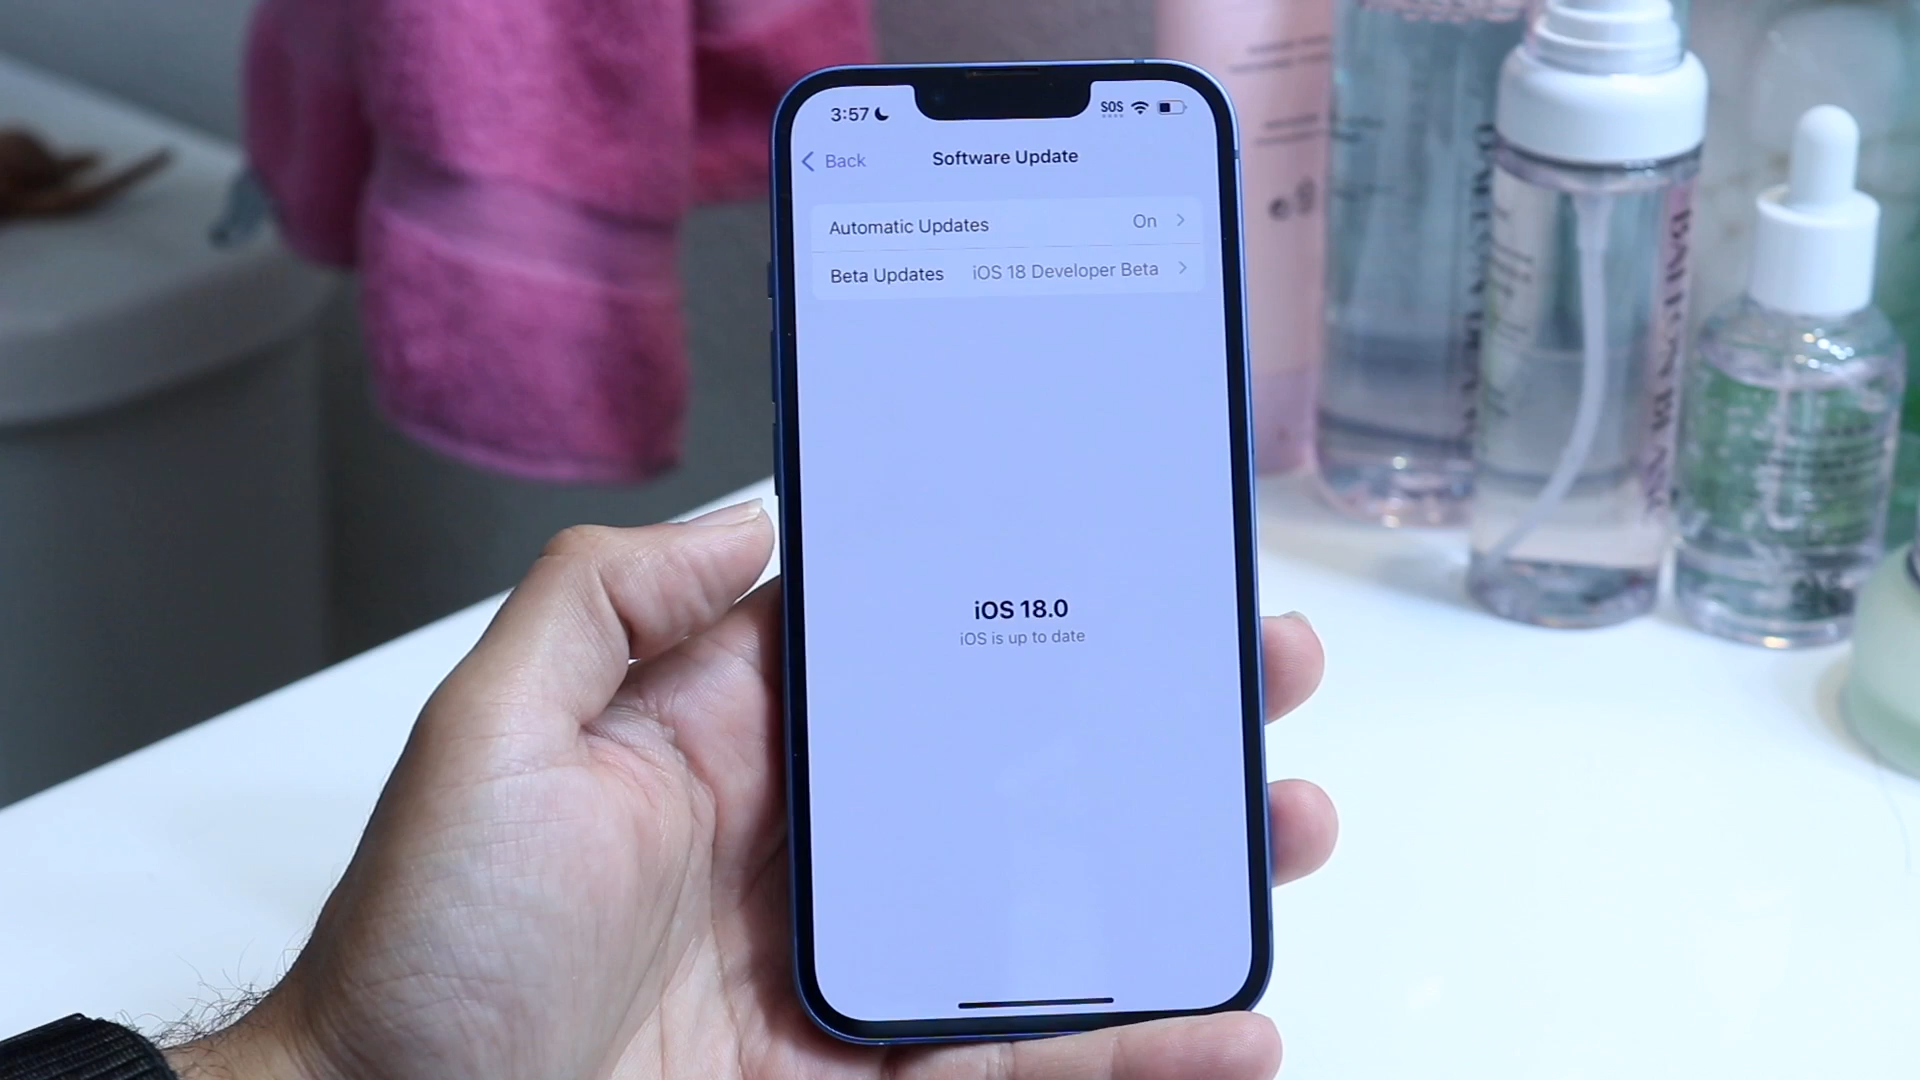 3:57
SOS
Back
Software Update
Automatic Updates On
Beta Updates iOS 18 Developer Beta
iOS 18.0
iOS is up to date